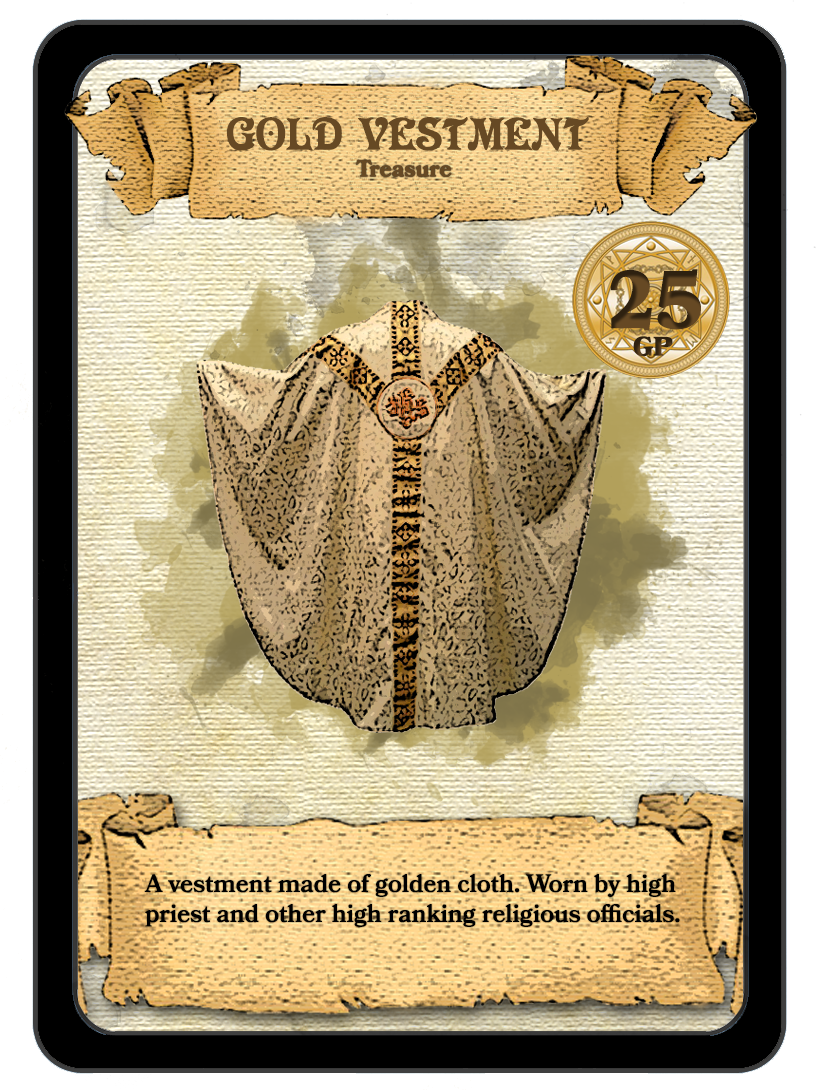 GOLD VESTMENT
Treasure
25
GP
A vestment made of golden cloth. Worn by high
priest and other high ranking religious officials.